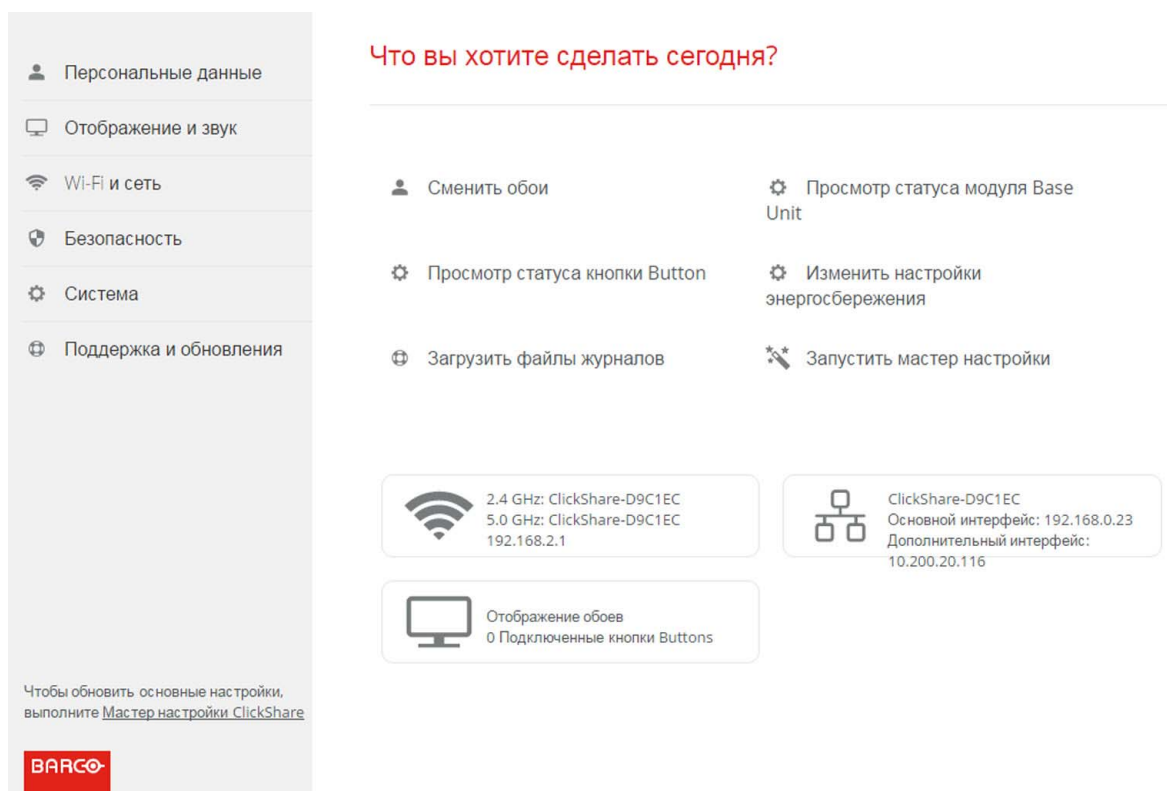 Персональные данные
Отображение и звук
Wi-Fi и сеть
Безопасность
Система
Поддержка и обновления
Чтобы обновить основные настройки,
выполните Мастер настройки ClickShare
BARCO
Что вы хотите сделать сегодня?
Сменить обои
Просмотр статуса модуля Base
Unit
Просмотр статуса кнопки Button
Изменить настройки
энергосбережения
Загрузить файлы журналов
Запустить мастер настройки
2.4 GHz: ClickShare-D9C1EC
5.0 GHz: ClickShare-D9C1EC
192.168.2.1
ClickShare-D9C1EC
Основной интерфейс: 192.168.0.23
Дополнительный интерфейс:
10.200.20.116
Отображение обоев
0 Подключенные кнопки Buttons